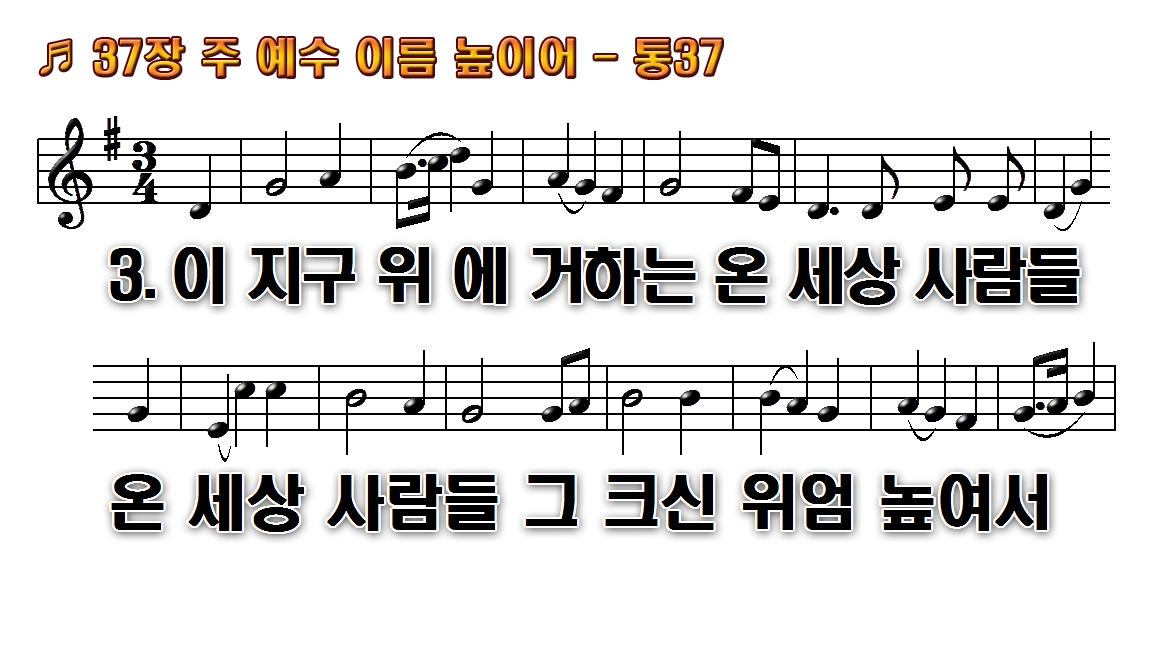 ♬ 37장 주 예수 이름 높이어 - 통37
3. 이 지구 위 에 거하는 온 세상 사람들
온 세상 사람들 그 크신 위엄 높여서